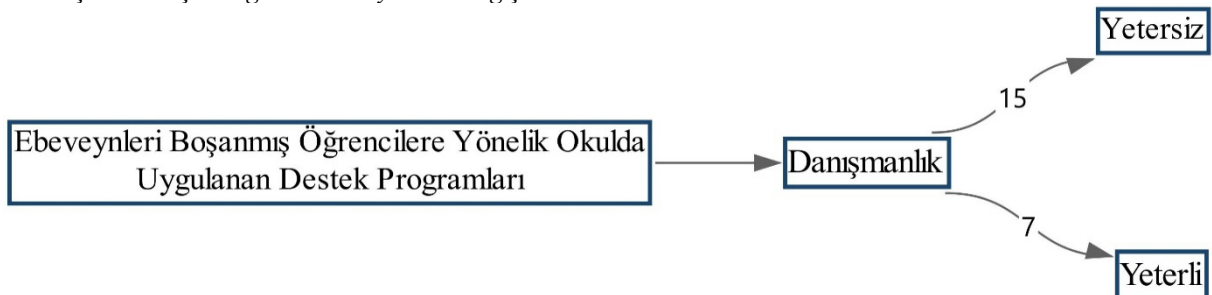 Yetersiz
15
Ebeveynleri Boşanmış Öğrencilere Yönelik Okulda
Uygulanan Destek Programları
Danışmanlık
7
Yeterli